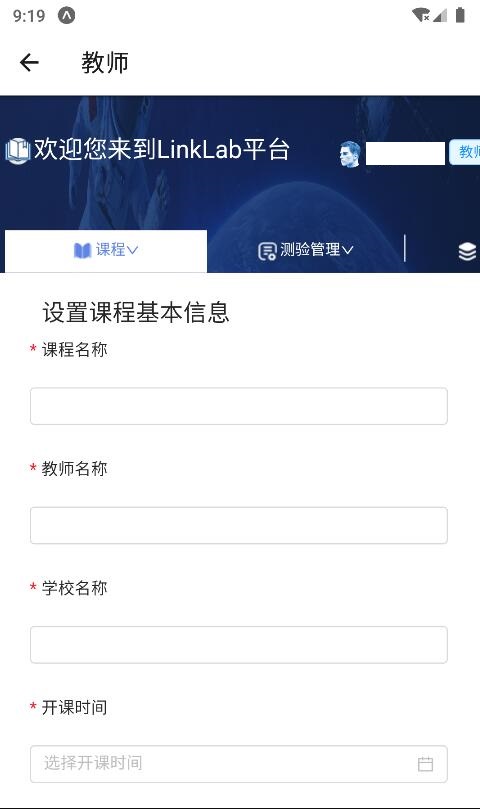 9:19
教师
欢迎您来到LinkLab平台
教师
课程
测验管理
设置课程基本信息
* 课程名称
* 教师名称
* 学校名称
* 开课时间
选择开课时间